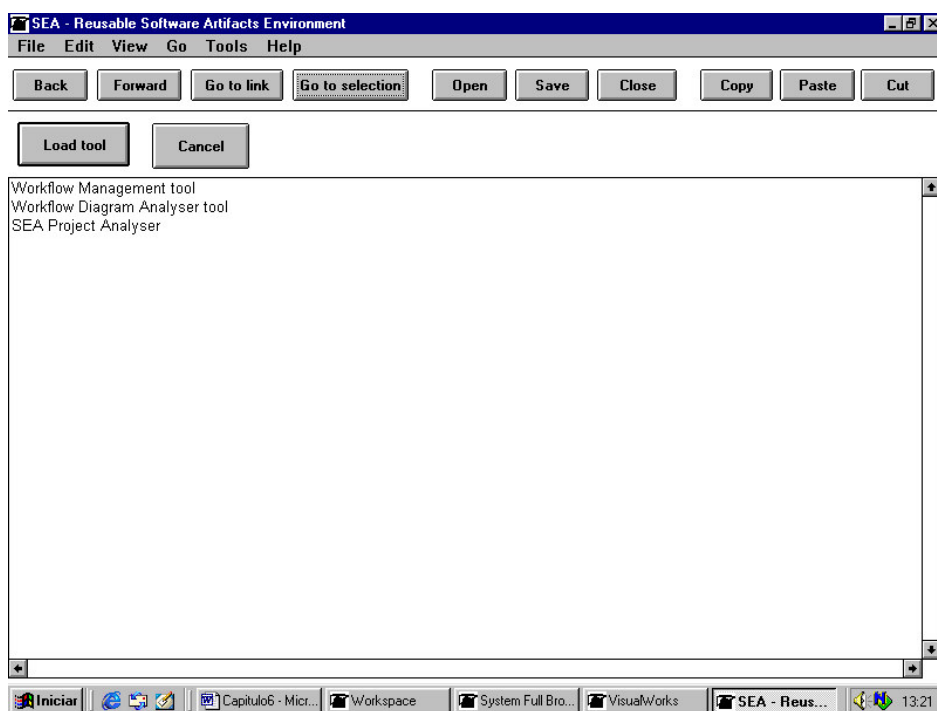 SEA - Reusable Software Artifacts Environment
File Edit View Go Tools Help
Back Forward Go to link Go to selection Open Save Close Copy Paste Cut
Load tool Cancel
Workflow Management tool
Workflow Diagram Analyser tool
SEA Project Analyser
Iniciar Capitulo6 - Micr... Workspace System Full Bro... VisualWorks SEA - Reus... 13:21